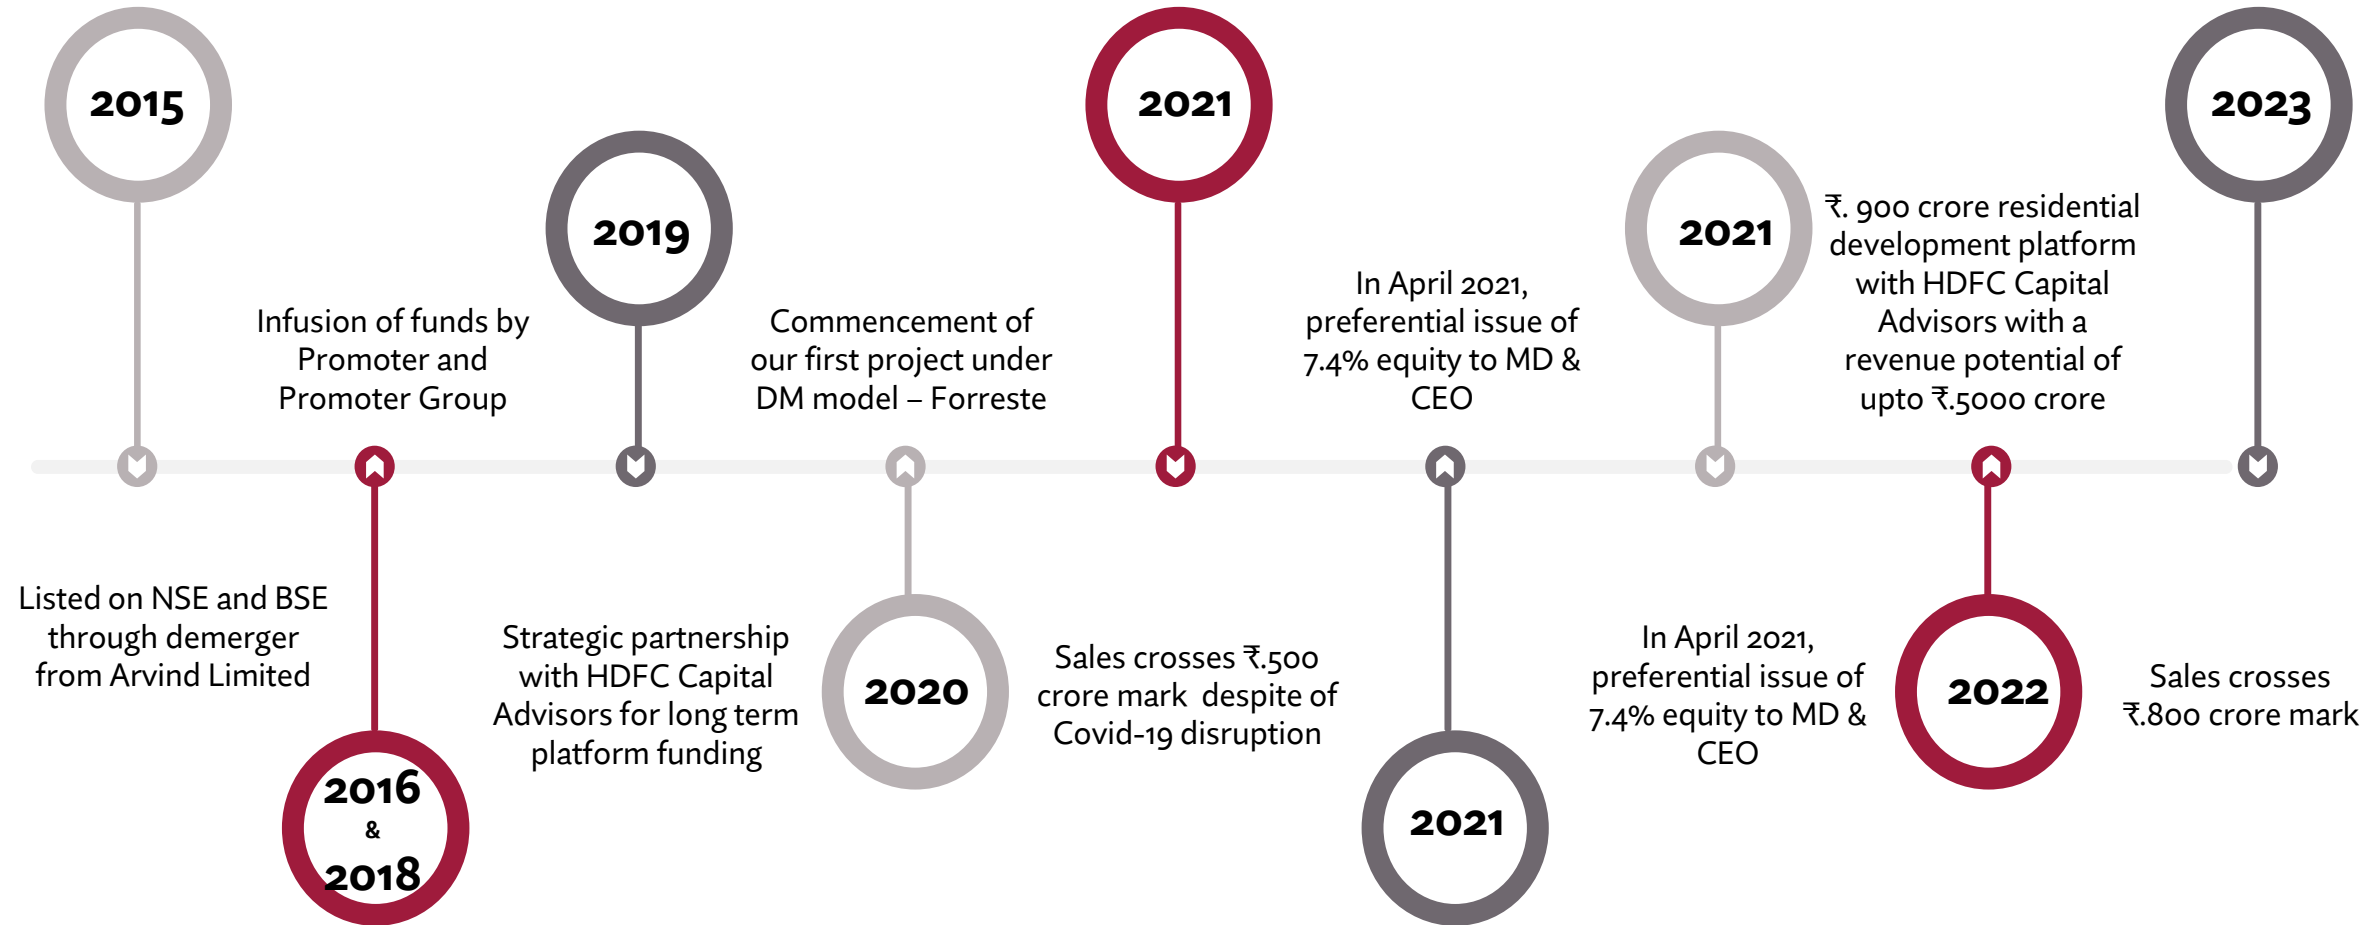 2015
Listed on NSE and BSE
through demerger
from Arvind Limited
Infusion of funds by
Promoter and
Promoter Group
2016
&
2018
2019
Strategic partnership
with HDFC Capital
Advisors for long term
platform funding
Commencement of
our first project under
DM model – Forreste
2020
2021
Sales crosses ₹.500
crore mark despite of
Covid-19 disruption
In April 2021,
preferential issue of
7.4% equity to MD &
CEO
2021
2021
In April 2021,
preferential issue of
7.4% equity to MD &
CEO
₹. 900 crore residential
development platform
with HDFC Capital
Advisors with a
revenue potential of
upto ₹.5000 crore
2022
2023
Sales crosses
₹.800 crore mark